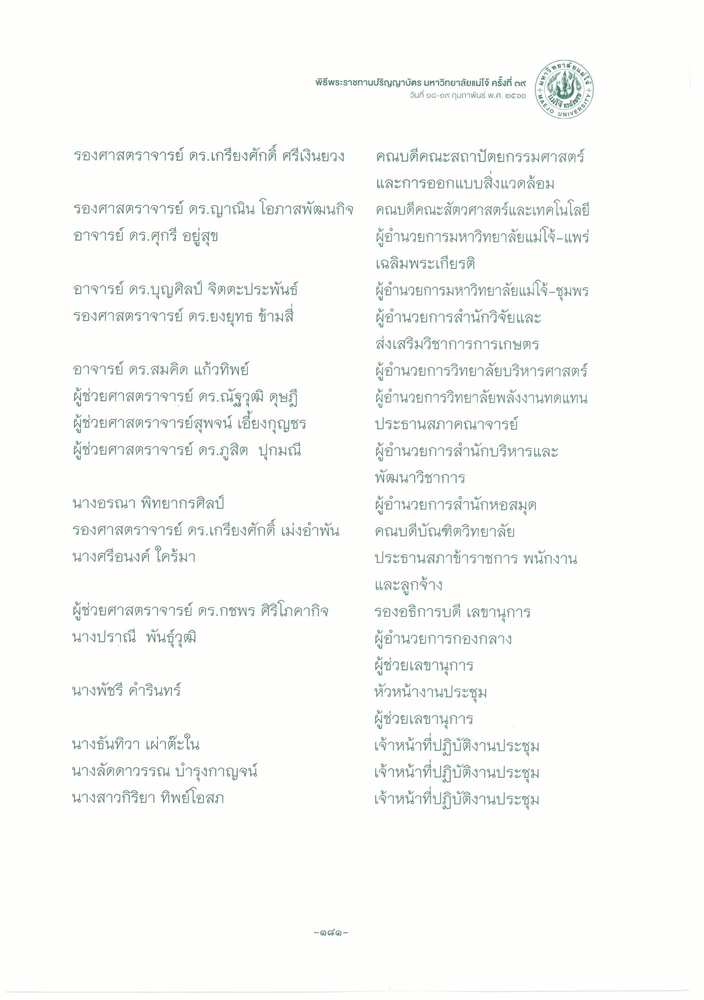 พิธีพระราชทานปริญญาบัตร มหาวิทยาลัยแม่โจ้ ครั้งที่ ๓๙
วันที่ ๑๘-๑๙ กุมภาพันธ์ พ.ศ. ๒๕๖๐
มหาวิทยาลัยแม่โจ้
แม่โจ้ ๒๔๗๗
MAEJO UNIVERSITY
รองศาสตราจารย์ ดร.เกรียงศักดิ์ ศรีเงินยวง คณบดีคณะสถาปัตยกรรมศาสตร์
และการออกแบบสิ่งแวดล้อม
รองศาสตราจารย์ ดร.ญาณิน โอภาสพัฒนกิจ คณบดีคณะสัตวศาสตร์และเทคโนโลยี
อาจารย์ ดร.ศุกรี อยู่สุข ผู้อำนวยการมหาวิทยาลัยแม่โจ้-แพร่
เฉลิมพระเกียรติ
อาจารย์ ดร.บุญศิลป์ จิตตะประพันธ์ ผู้อำนวยการมหาวิทยาลัยแม่โจ้-ชุมพร
รองศาสตราจารย์ ดร.ยงยุทธ ข้ามสี่ ผู้อำนวยการสำนักวิจัยและ
ส่งเสริมวิชาการการเกษตร
อาจารย์ ดร.สมคิด แก้วทิพย์ ผู้อำนวยการวิทยาลัยบริหารศาสตร์
ผู้ช่วยศาสตราจารย์ ดร.ณัฐวุฒิ ดุษฎี ผู้อำนวยการวิทยาลัยพลังงานทดแทน
ผู้ช่วยศาสตราจารย์สุพจน์ เอี้ยงกุญชร ประธานสภาคณาจารย์
ผู้ช่วยศาสตราจารย์ ดร.ภูสิต ปุกมณี ผู้อำนวยการสำนักบริหารและ
พัฒนาวิชาการ
นางอรณา พิทยากรศิลป์ ผู้อำนวยการสำนักหอสมุด
รองศาสตราจารย์ ดร.เกรียงศักดิ์ เม่งอำพัน คณบดีบัณฑิตวิทยาลัย
นางศรีอนงค์ ใคร้มา ประธานสภาข้าราชการ พนักงาน
และลูกจ้าง
ผู้ช่วยศาสตราจารย์ ดร.กชพร ศิริโภคากิจ รองอธิการบดี เลขานุการ
นางปราณี พันธุ์วุฒิ ผู้อำนวยการกองกลาง
ผู้ช่วยเลขานุการ
นางพัชรี คำรินทร์ หัวหน้างานประชุม
ผู้ช่วยเลขานุการ
นางธันทิวา เผ่าต๊ะใน เจ้าหน้าที่ปฏิบัติงานประชุม
นางลัดดาวรรณ บำรุงกาญจน์ เจ้าหน้าที่ปฏิบัติงานประชุม
นางสาวกิริยา ทิพย์โอสภ เจ้าหน้าที่ปฏิบัติงานประชุม
-๑๘๑-